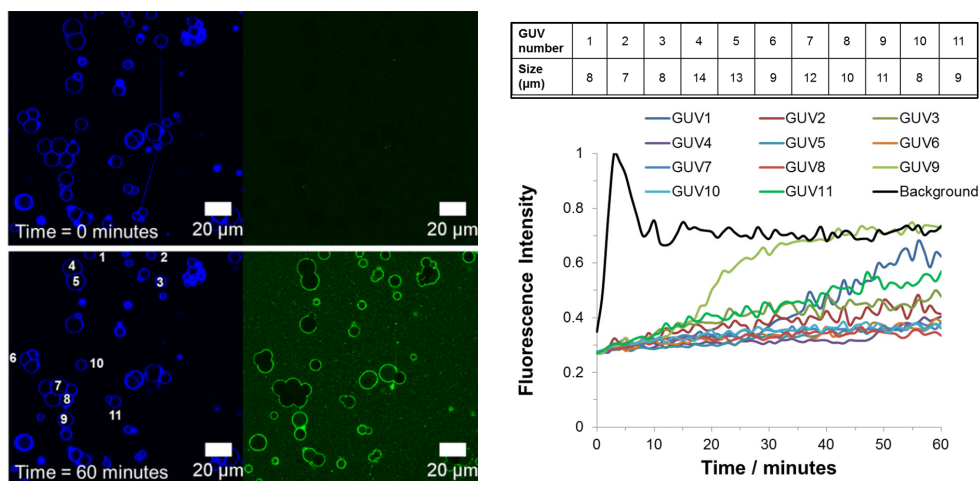 20 µm
20 µm
Time = 0 minutes
1
2
4
5
3
6
10
7
8
9
11
20 µm
20 µm
Time = 60 minutes
GUV number 1 2 3 4 5 6 7 8 9 10 11
Size (µm) 8 7 8 14 13 9 12 10 11 8 9
GUV1 GUV2 GUV3
GUV4 GUV5 GUV6
GUV7 GUV8 GUV9
GUV10 GUV11 Background
Fluorescence Intensity
1
0.8
0.6
0.4
0.2
0
0 10 20 30 40 50 60
Time / minutes